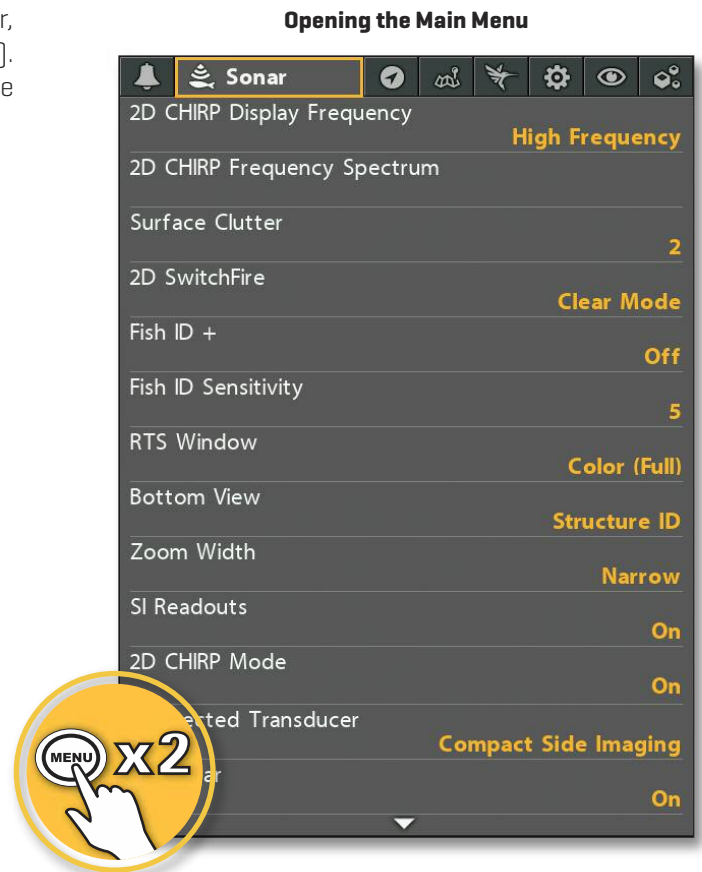 r,
Opening the Main Menu
).
e
Sonar
2D CHIRP Display Frequency
High Frequency
2D CHIRP Frequency Spectrum
Surface Clutter
2
2D SwitchFire
Clear Mode
Fish ID +
Off
Fish ID Sensitivity
5
RTS Window
Color (Full)
Bottom View
Structure ID
Zoom Width
Narrow
SI Readouts
On
2D CHIRP Mode
On
ected Transducer
Compact Side Imaging
ar
On
MENU x2